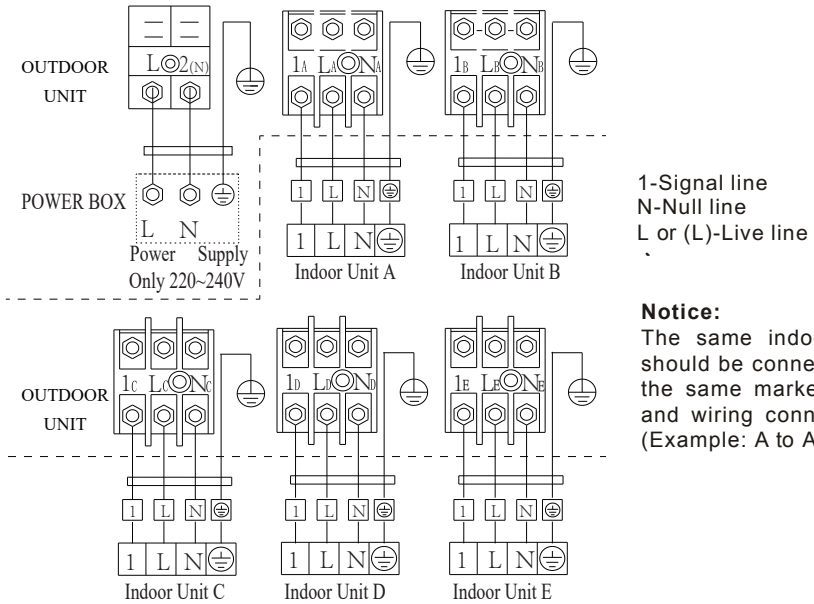 OUTDOOR
UNIT
L 2(N)
1A LA NA
1B LB NB
POWER BOX
L N
Power Supply
Only 220~240V
1 L N
1 L N
Indoor Unit A
1 L N
1 L N
Indoor Unit B
1-Signal line
N-Null line
L or (L)-Live line
Notice:
The same indo
should be conne
the same marke
and wiring conn
(Example: A to A
OUTDOOR
UNIT
1C LC NC
1D LD ND
1E LE NE
1 L N
1 L N
Indoor Unit C
1 L N
1 L N
Indoor Unit D
1 L N
1 L N
Indoor Unit E